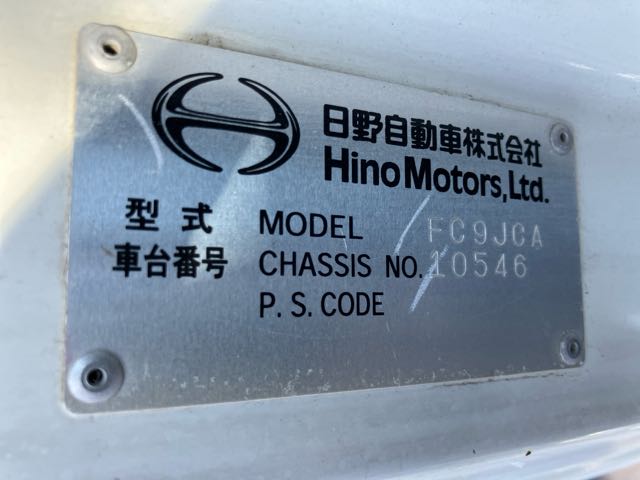 日野自動車株式会社
Hino Motors, Ltd.
型式 MODEL FC9JCA
車台番号 CHASSIS NO. 10546
P. S. CODE